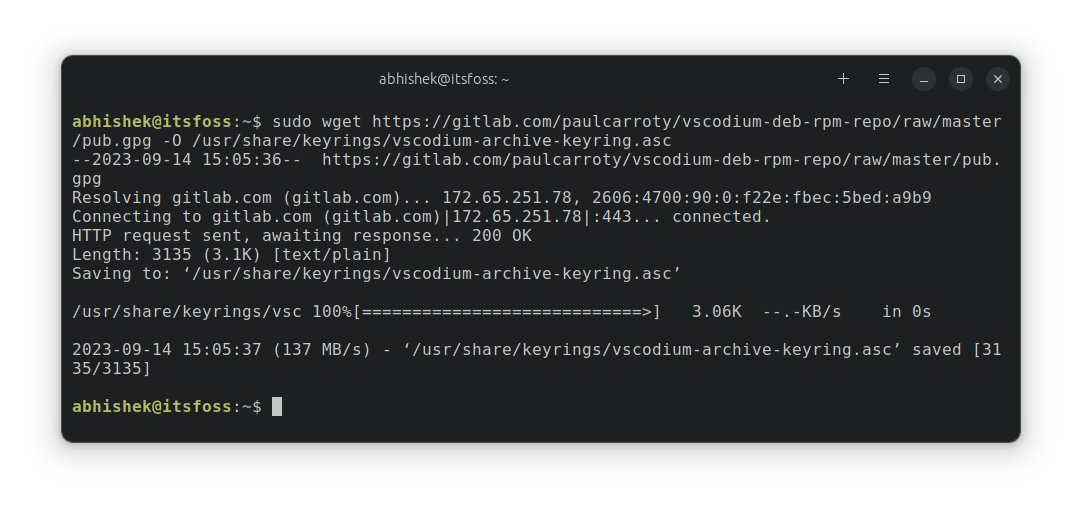 abhishek@itsfoss: ~
abhishek@itsfoss:~$ sudo wget https://gitlab.com/paulcarroty/vscodium-deb-rpm-repo/raw/master
/pub.gpg -O /usr/share/keyrings/vscodium-archive-keyring.asc
--2023-09-14 15:05:36--  https://gitlab.com/paulcarroty/vscodium-deb-rpm-repo/raw/master/pub.
gpg
Resolving gitlab.com (gitlab.com)... 172.65.251.78, 2606:4700:90:0:f22e:fbec:5bed:a9b9
Connecting to gitlab.com (gitlab.com)|172.65.251.78|:443... connected.
HTTP request sent, awaiting response... 200 OK
Length: 3135 (3.1K) [text/plain]
Saving to: ‘/usr/share/keyrings/vscodium-archive-keyring.asc’
/usr/share/keyrings/vsc 100%[============================>]   3.06K  --.-KB/s    in 0s
2023-09-14 15:05:37 (137 MB/s) - ‘/usr/share/keyrings/vscodium-archive-keyring.asc’ saved [31
35/3135]
abhishek@itsfoss:~$